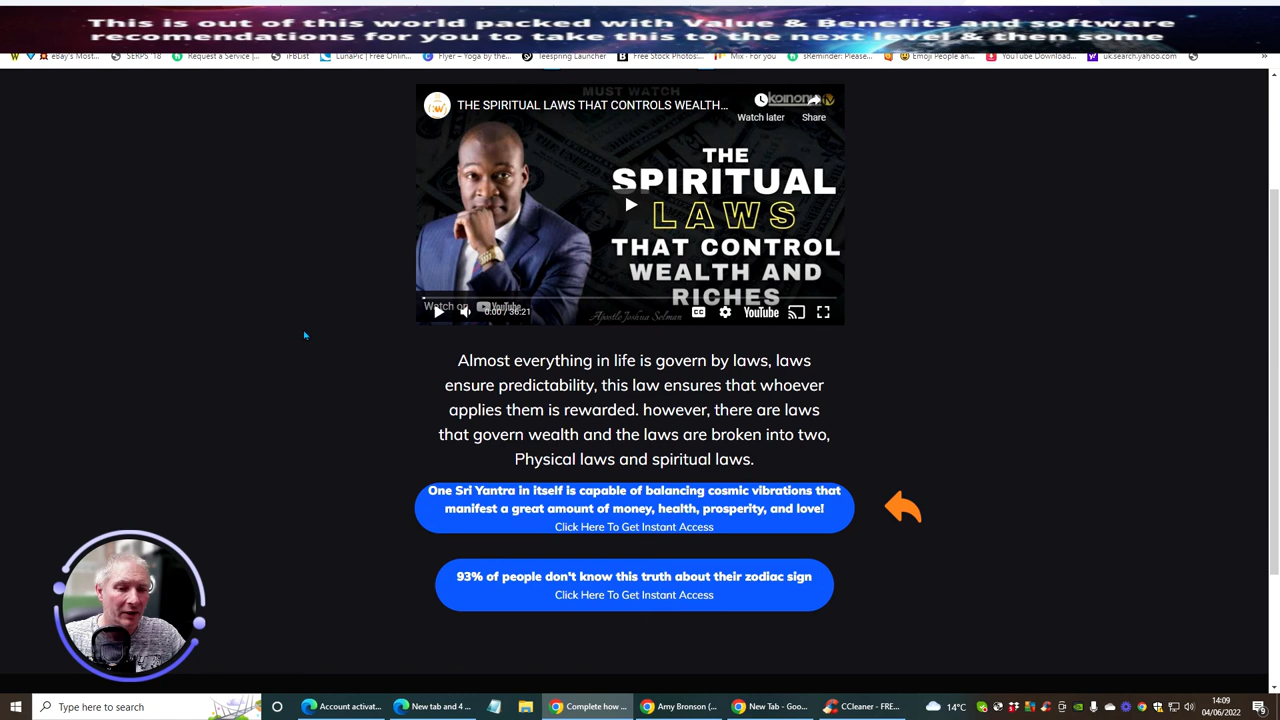 This is out of this world packed with Value & Benefits and software
recomendations for you to take this to the next level & then some
ebay's Most... SERPS '18 Request a Service |... iFBList LunaPic | Free Onlin... Flyer – Yoga by the... Teespring Launcher Free Stock Photos:... Mix · For you sReminder: Please... Emoji People an... YouTube Download... uk.search.yahoo.com »
MUST WATCH
THE SPIRITUAL LAWS THAT CONTROLS WEALTH...
koinonia
Watch later Share
THE
SPIRITUAL
LAWS
THAT CONTROL
WEALTH AND
RICHES
Watch on YouTube
0:00 / 36:21
CC
YouTube
Apostle Joshua Selman
Almost everything in life is govern by laws, laws
ensure predictability, this law ensures that whoever
applies them is rewarded. however, there are laws
that govern wealth and the laws are broken into two,
Physical laws and spiritual laws.
One Sri Yantra in itself is capable of balancing cosmic vibrations that
manifest a great amount of money, health, prosperity, and love!
Click Here To Get Instant Access
93% of people don't know this truth about their zodiac sign
Click Here To Get Instant Access
Type here to search
Account activat...
New tab and 4 ...
Complete how ...
Amy Bronson (...
New Tab - Goo...
CCleaner - FRE...
14°C
14:09
04/06/2022